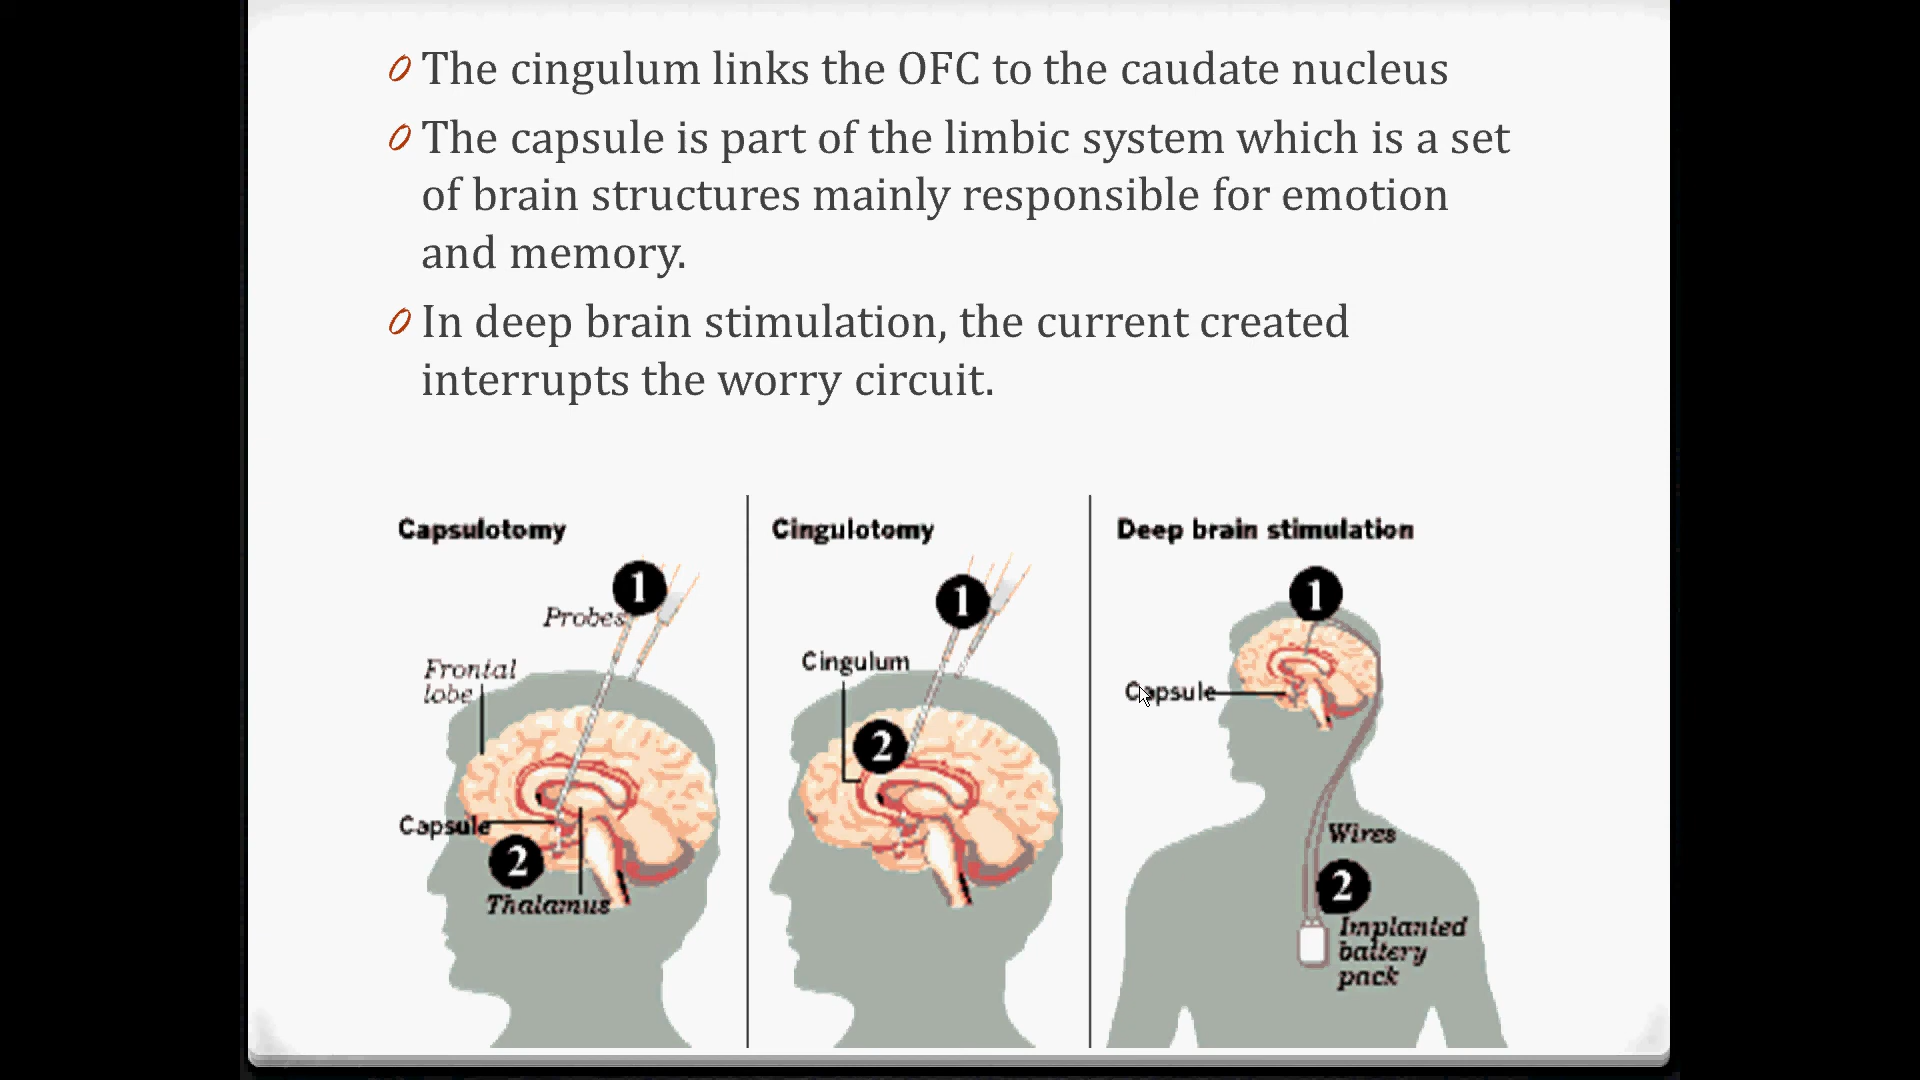 The cingulum links the OFC to the caudate nucleus
The capsule is part of the limbic system which is a set
of brain structures mainly responsible for emotion
and memory.
In deep brain stimulation, the current created
interrupts the worry circuit.
Capsulotomy
1
Probes
Frontal
lobe
Capsule
2
Thalamus
Cingulotomy
1
Cingulum
2
Deep brain stimulation
1
Capsule
Wires
2
Implanted
battery
pack